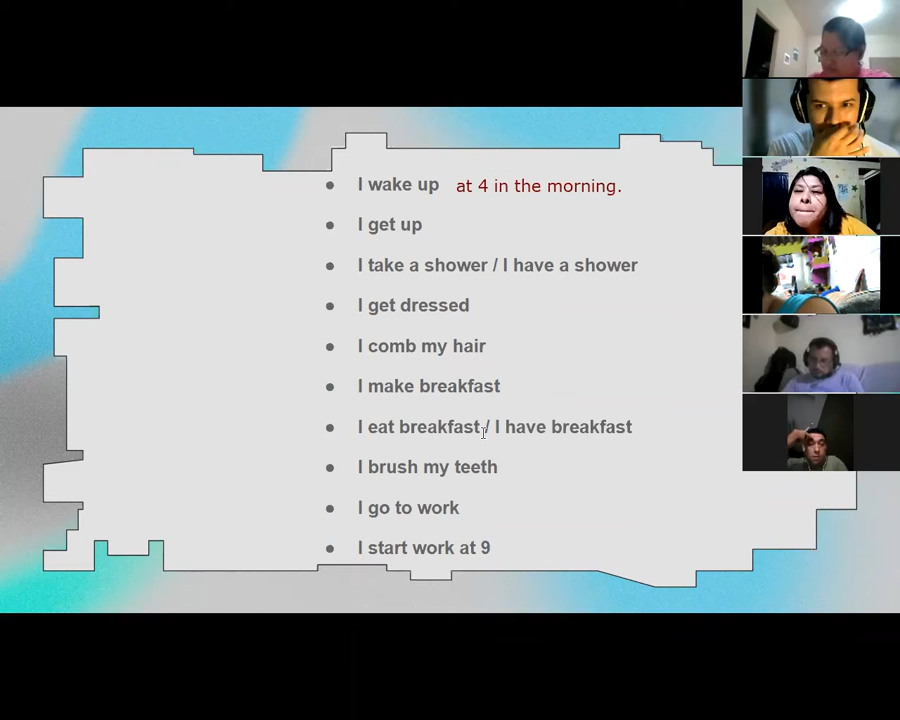 I wake up at 4 in the morning.
I get up
I take a shower / I have a shower
I get dressed
I comb my hair
I make breakfast
I eat breakfast / I have breakfast
I brush my teeth
I go to work
I start work at 9